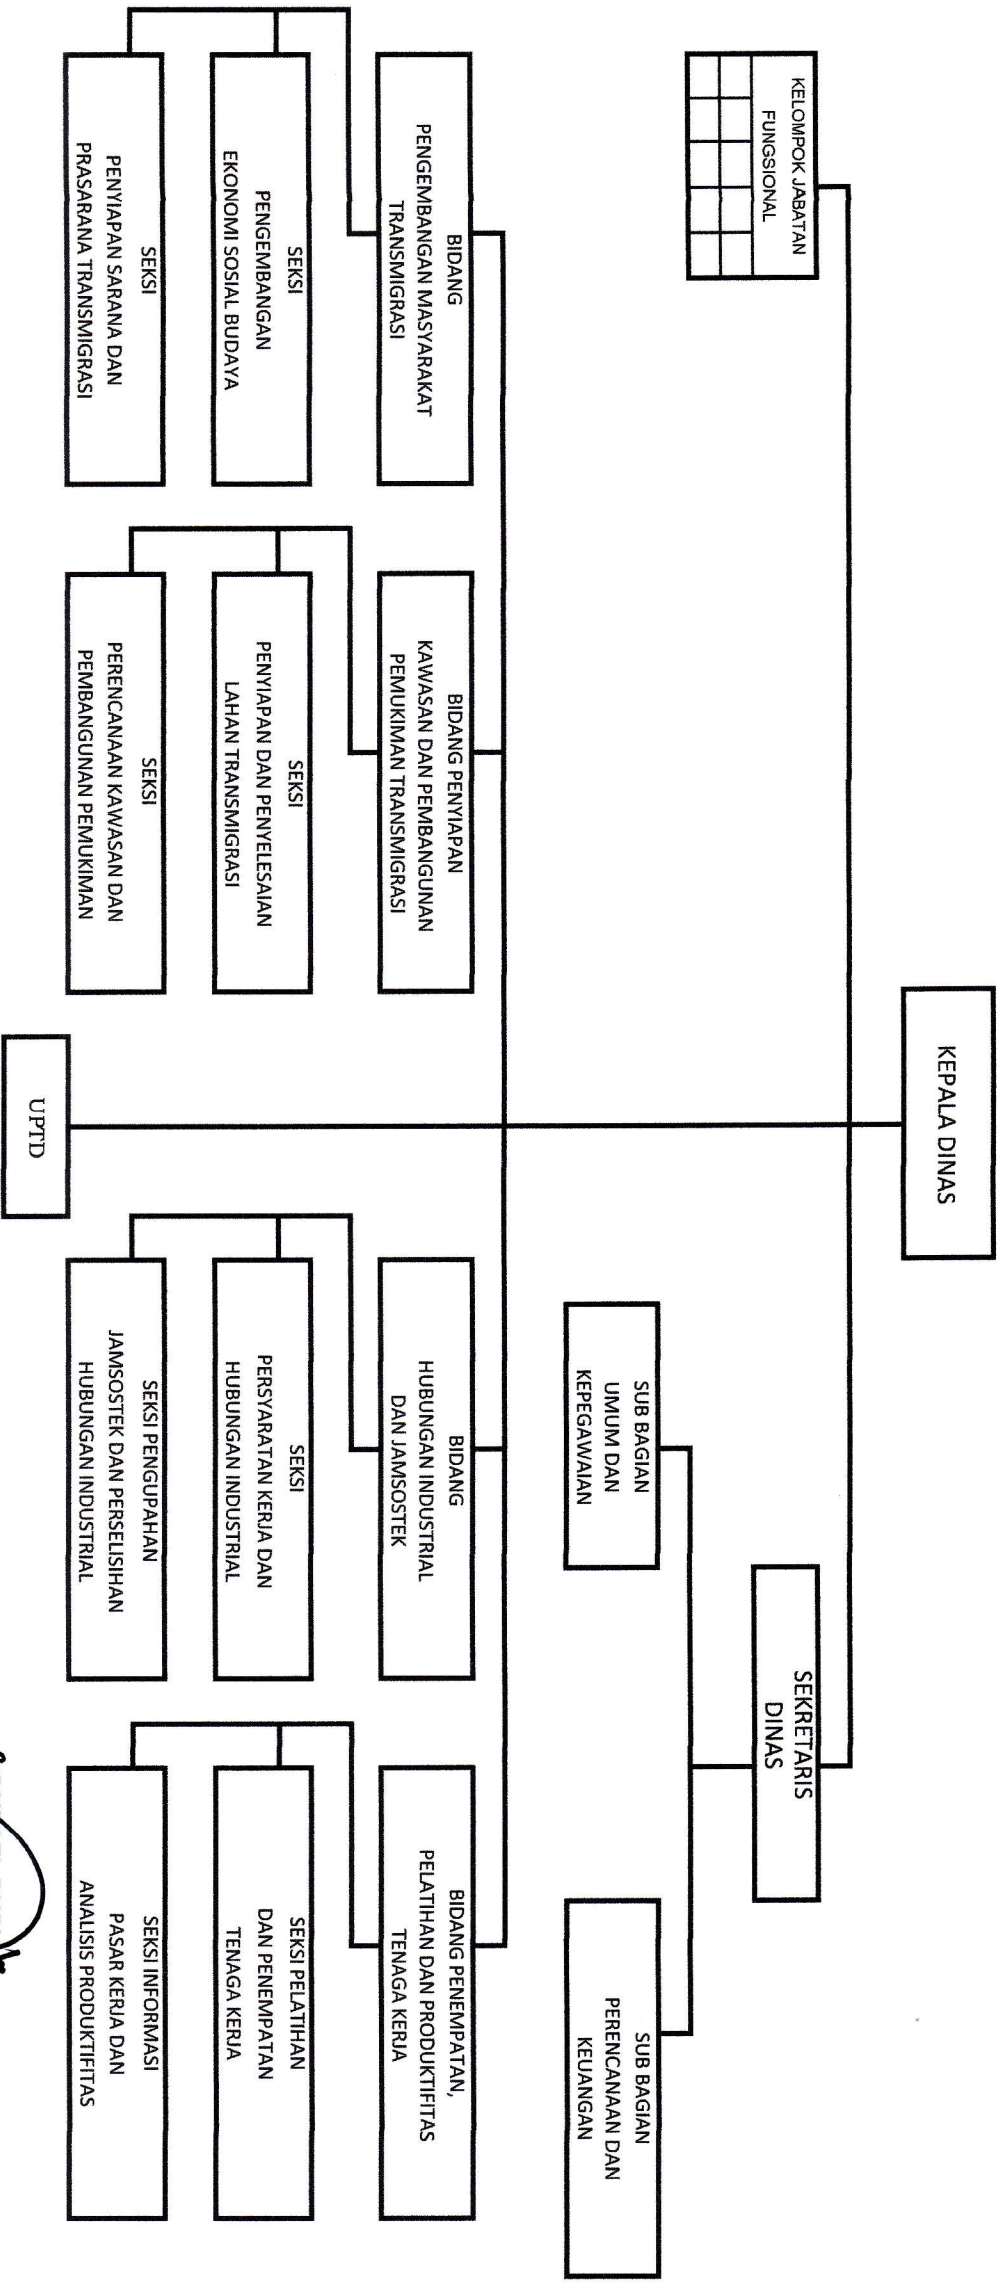 KEPALA DINAS
KELOMPOK JABATAN
FUNGSIONAL
SEKRETARIS
DINAS
SUB BAGIAN
UMUM DAN
KEPEGAWAIAN
SUB BAGIAN
PERENCANAAN DAN
KEUANGAN
BIDANG
PENGEMBANGAN MASYARAKAT
TRANSMIGRASI
BIDANG PENYIAPAN
KAWASAN DAN PEMBANGUNAN
PEMUKIMAN TRANSMIGRASI
BIDANG
HUBUNGAN INDUSTRIAL
DAN JAMSOSTEK
BIDANG PENEMPATAN,
PELATIHAN DAN PRODUKTIFITAS
TENAGA KERJA
SEKSI
PENGEMBANGAN
EKONOMI SOSIAL BUDAYA
SEKSI
PENYIAPAN DAN PENYELESAIAN
LAHAN TRANSMIGRASI
SEKSI
PERSYARATAN KERJA DAN
HUBUNGAN INDUSTRIAL
SEKSI PELATIHAN
DAN PENEMPATAN
TENAGA KERJA
SEKSI
PENYIAPAN SARANA DAN
PRASARANA TRANSMIGRASI
SEKSI
PERENCANAAN KAWASAN DAN
PEMBANGUNAN PEMUKIMAN
SEKSI PENGUPAHAN
JAMSOSTEK DAN PERSELISIHAN
HUBUNGAN INDUSTRIAL
SEKSI INFORMASI
PASAR KERJA DAN
ANALISIS PRODUKTIFITAS
UPTD